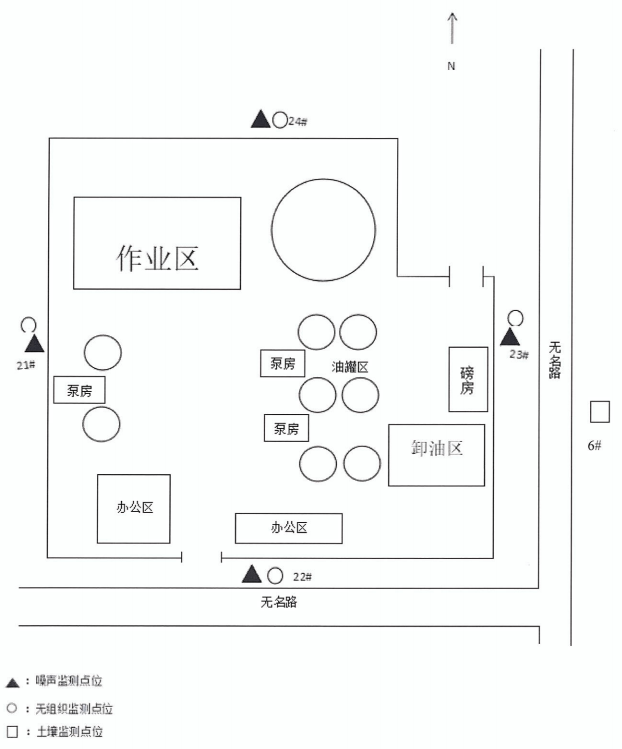 N
24#
作业区
21#
23#
无名路
泵房
油罐区
泵房
磅房
泵房
卸油区
6#
办公区
办公区
22#
无名路
▲：噪声监测点位
○：无组织监测点位
□：土壤监测点位